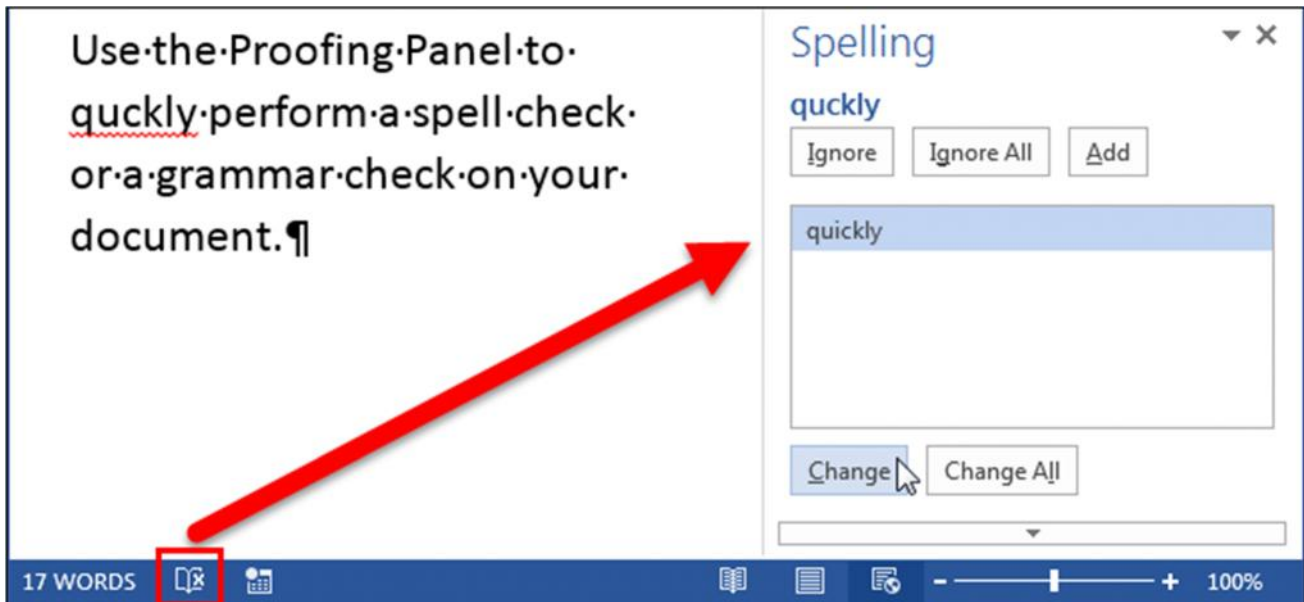 Use·the·Proofing·Panel·to·
quckly·perform·a·spell·check·
or·a·grammar·check·on·your·
document.¶
Spelling
quckly
Ignore Ignore All Add
quickly
Change Change All
17 WORDS
100%